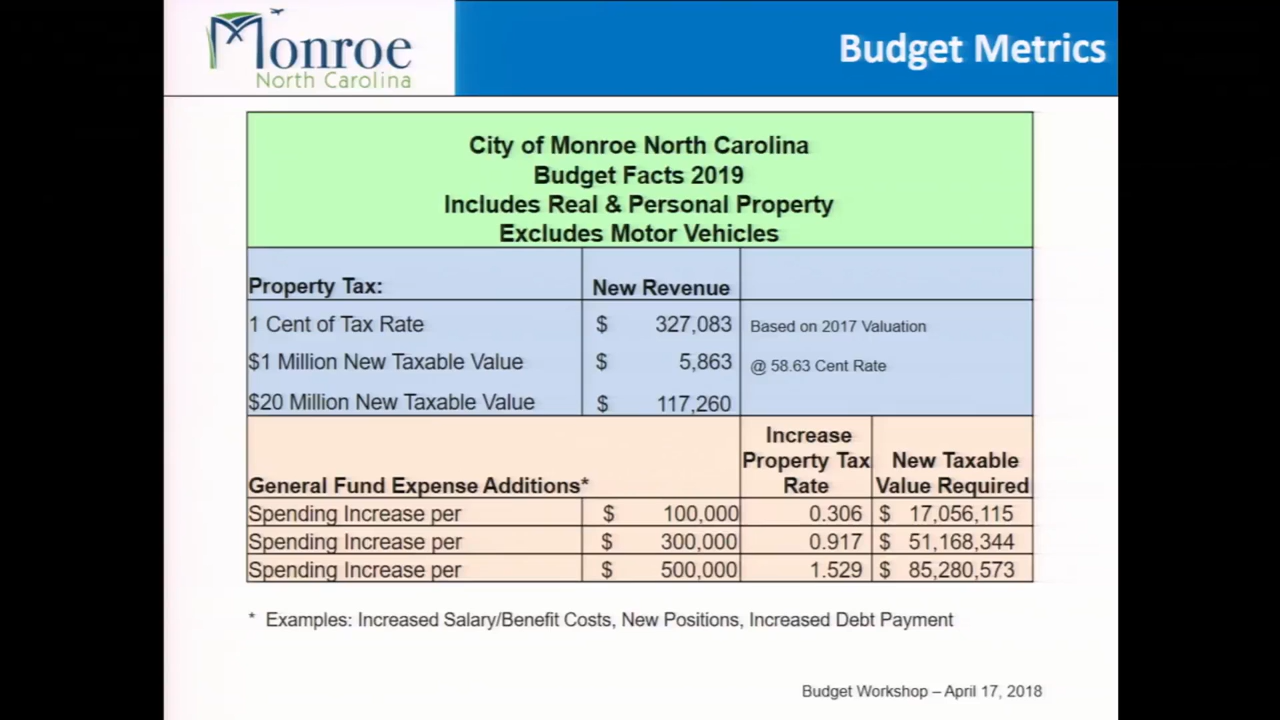 Monroe
North Carolina
Budget Metrics
City of Monroe North Carolina
Budget Facts 2019
Includes Real & Personal Property
Excludes Motor Vehicles
Property Tax: New Revenue
1 Cent of Tax Rate $ 327,083 Based on 2017 Valuation
$1 Million New Taxable Value $ 5,863 @ 58.63 Cent Rate
$20 Million New Taxable Value $ 117,260
Increase
Property Tax New Taxable
General Fund Expense Additions* Rate Value Required
Spending Increase per $ 100,000 0.306 $ 17,056,115
Spending Increase per $ 300,000 0.917 $ 51,168,344
Spending Increase per $ 500,000 1.529 $ 85,280,573
* Examples: Increased Salary/Benefit Costs, New Positions, Increased Debt Payment
Budget Workshop – April 17, 2018